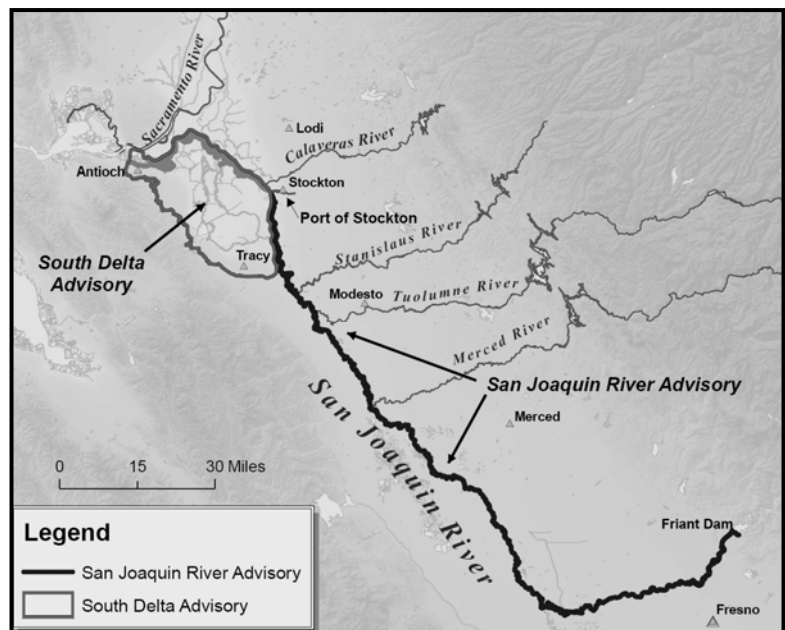 Sacramento River
Lodi
Calaveras River
Antioch
Stockton
Port of Stockton
South Delta
Advisory
Tracy
Stanislaus River
Modesto
Tuolumne River
Merced River
San Joaquin River Advisory
San Joaquin River
Merced
0 15 30 Miles
Friant Dam
Legend
San Joaquin River Advisory
South Delta Advisory
Fresno